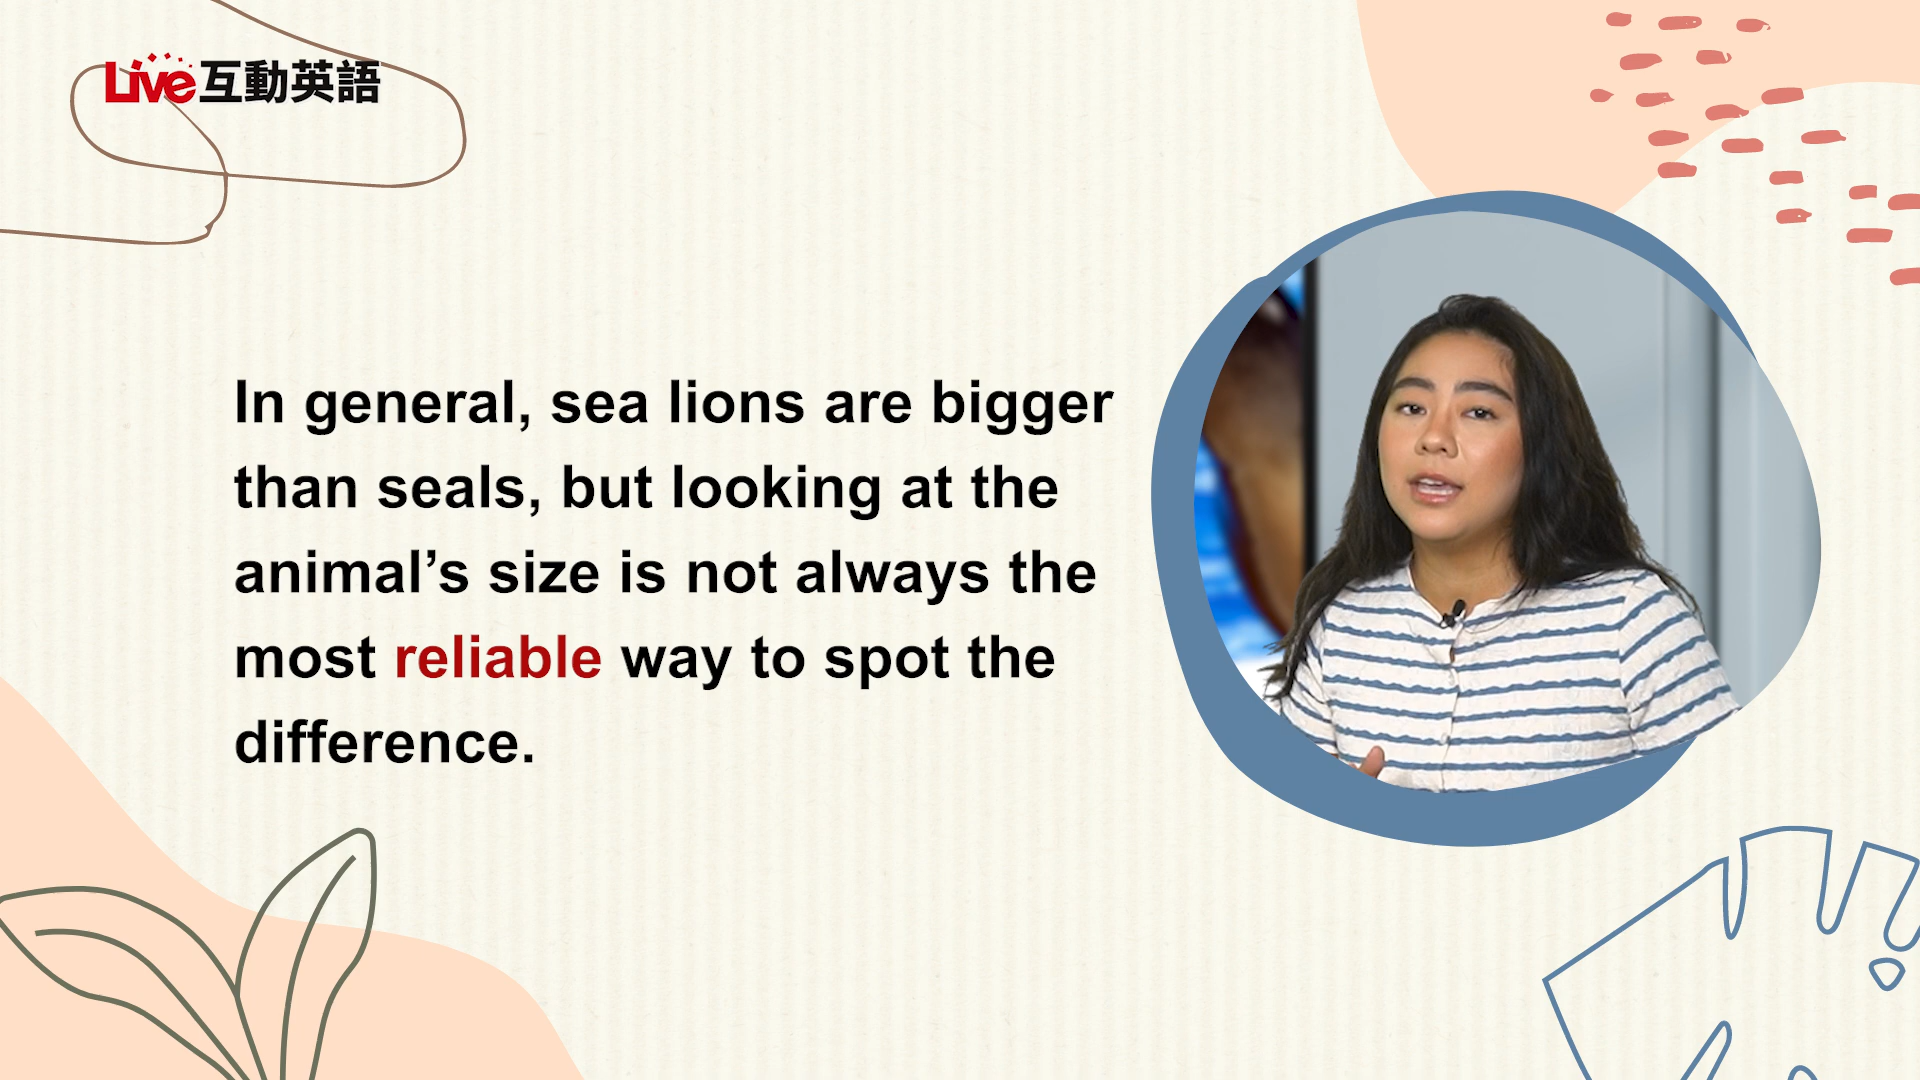 Live互動英語
In general, sea lions are bigger
than seals, but looking at the
animal’s size is not always the
most reliable way to spot the
difference.